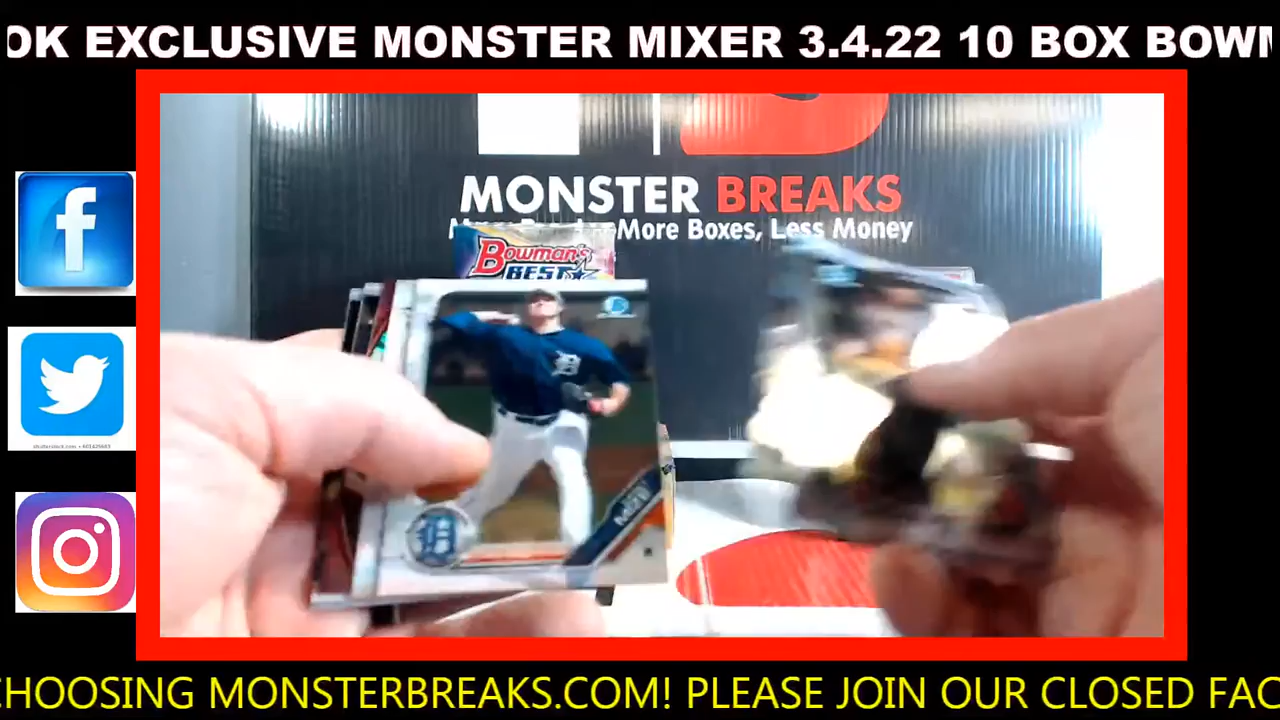 OK EXCLUSIVE MONSTER MIXER 3.4.22 10 BOX BOWM
MONSTER BREAKS
More Boxes, Less Money
BOWMAN'S
BEST
CHOOSING MONSTERBREAKS.COM! PLEASE JOIN OUR CLOSED FAC